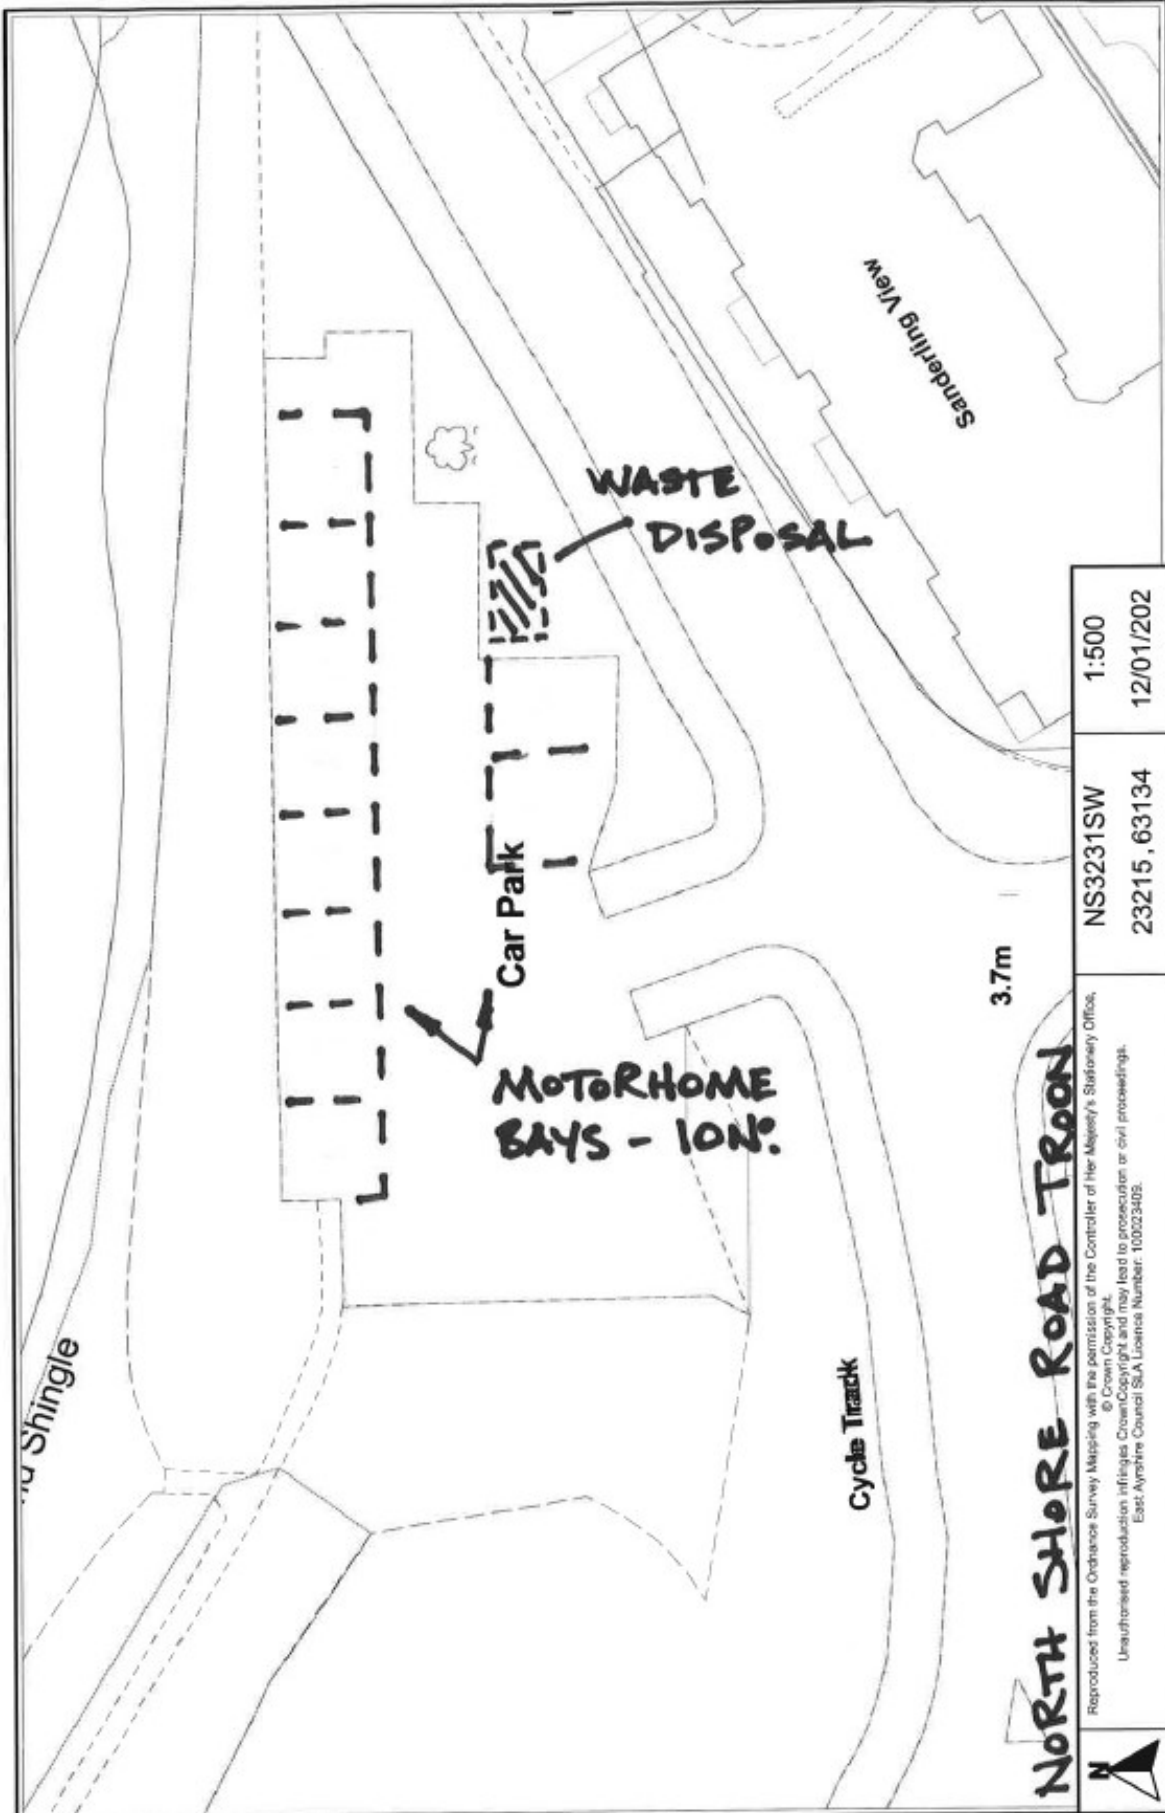 Sanderling View
WASTE
DISPOSAL
Car Park
MOTORHOME
BAYS - 10Nº.
Shingle
Cycle Track
3.7m
NORTH SHORE ROAD TROON
N
Reproduced from the Ordnance Survey Mapping with the permission of the Controller of Her Majesty's Stationery Office,
© Crown Copyright.
Unauthorised reproduction infringes CrownCopyright and may lead to prosecution or civil proceedings.
East Ayrshire Council SLA Licence Number: 100023409.
NS3231SW
1:500
23215 , 63134
12/01/202